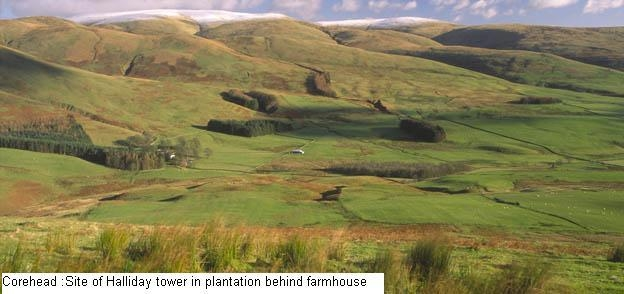 Corehead :Site of Halliday tower in plantation behind farmhouse